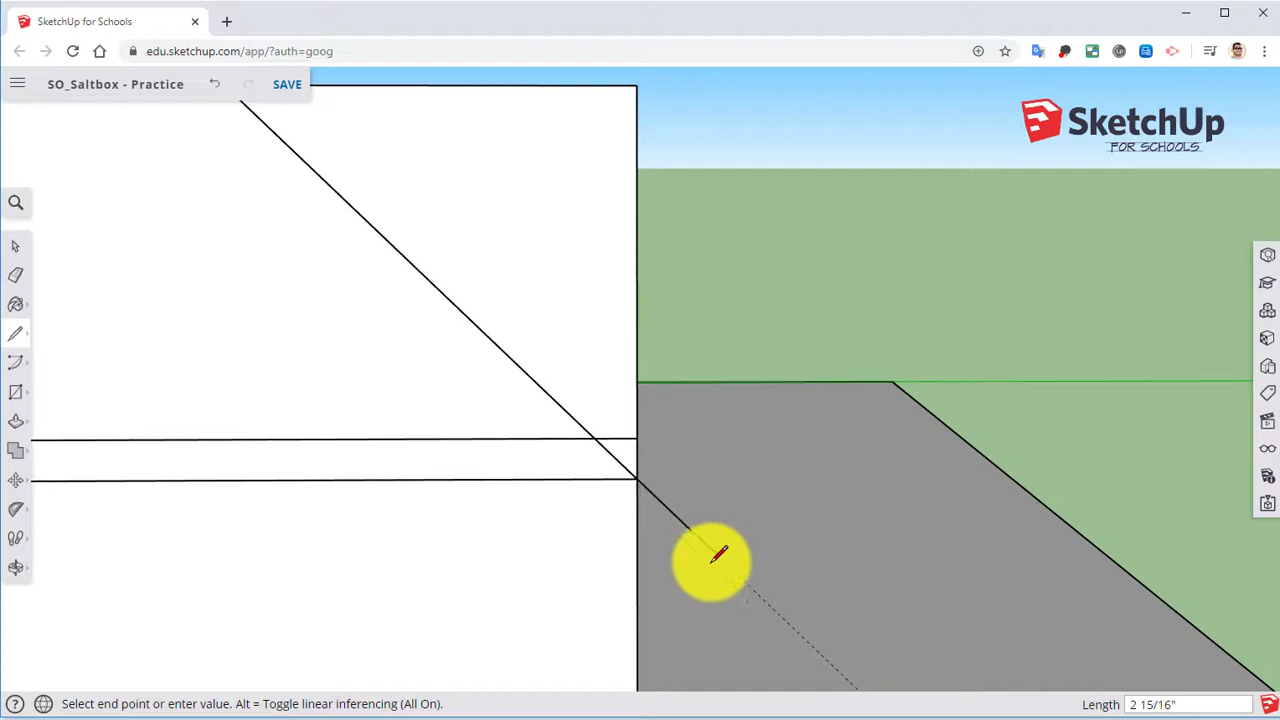 SketchUp for Schools
edu.sketchup.com/app/?auth=goog
SO_Saltbox - Practice
SAVE
SketchUp
FOR SCHOOLS
Select end point or enter value. Alt = Toggle linear inferencing (All On).
Length 2 15/16"